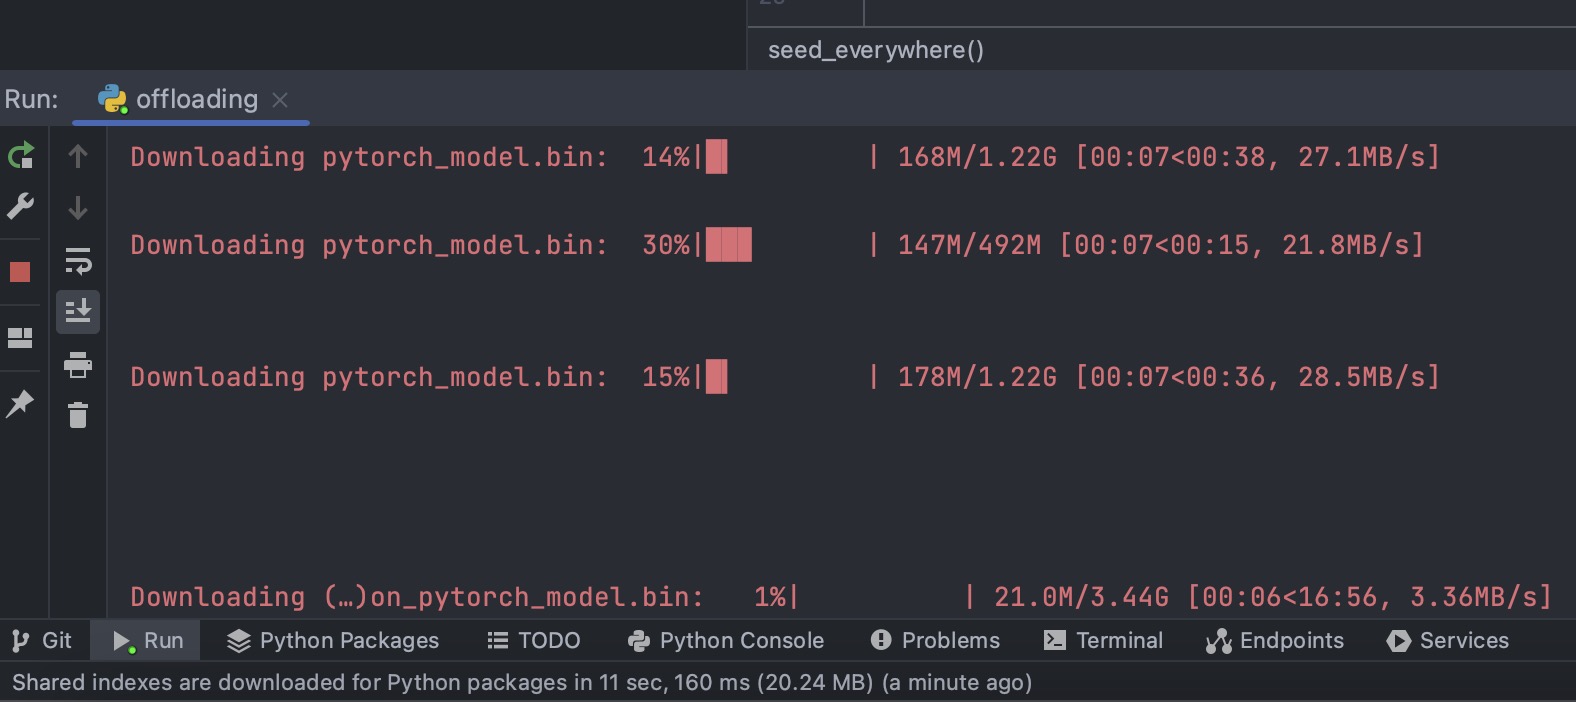 seed_everywhere()
Run: offloading
Downloading pytorch_model.bin: 14%| | 168M/1.22G [00:07<00:38, 27.1MB/s]
Downloading pytorch_model.bin: 30%| | 147M/492M [00:07<00:15, 21.8MB/s]
Downloading pytorch_model.bin: 15%| | 178M/1.22G [00:07<00:36, 28.5MB/s]
Downloading (…)on_pytorch_model.bin: 1%| | 21.0M/3.44G [00:06<16:56, 3.36MB/s]
Git Run Python Packages TODO Python Console Problems Terminal Endpoints Services
Shared indexes are downloaded for Python packages in 11 sec, 160 ms (20.24 MB) (a minute ago)